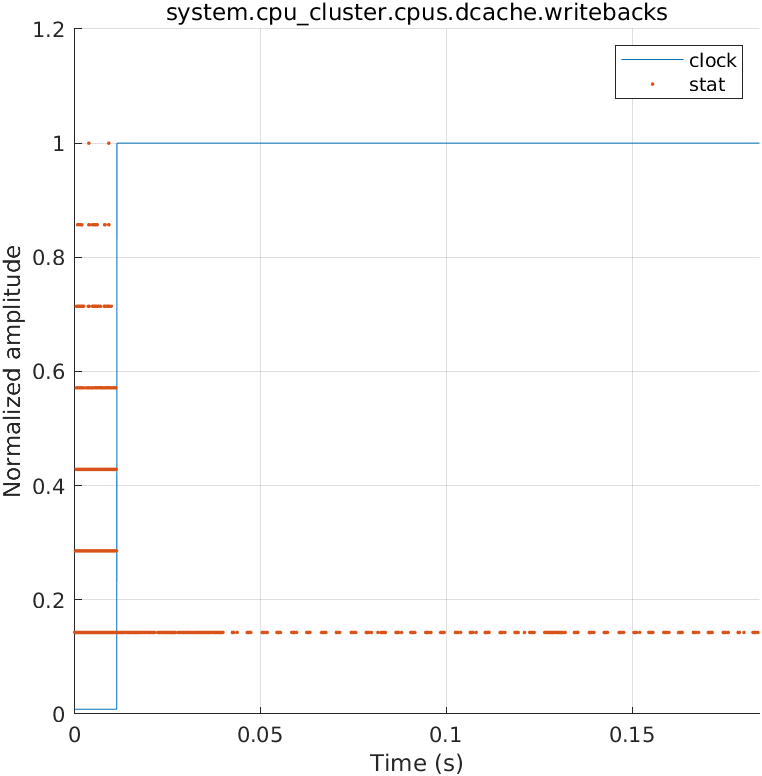 system.cpu_cluster.cpus.dcache.writebacks
1.2
1
0.8
0.6
0.4
0.2
0
Normalized amplitude
clock
stat
0 0.05 0.1 0.15
Time (s)